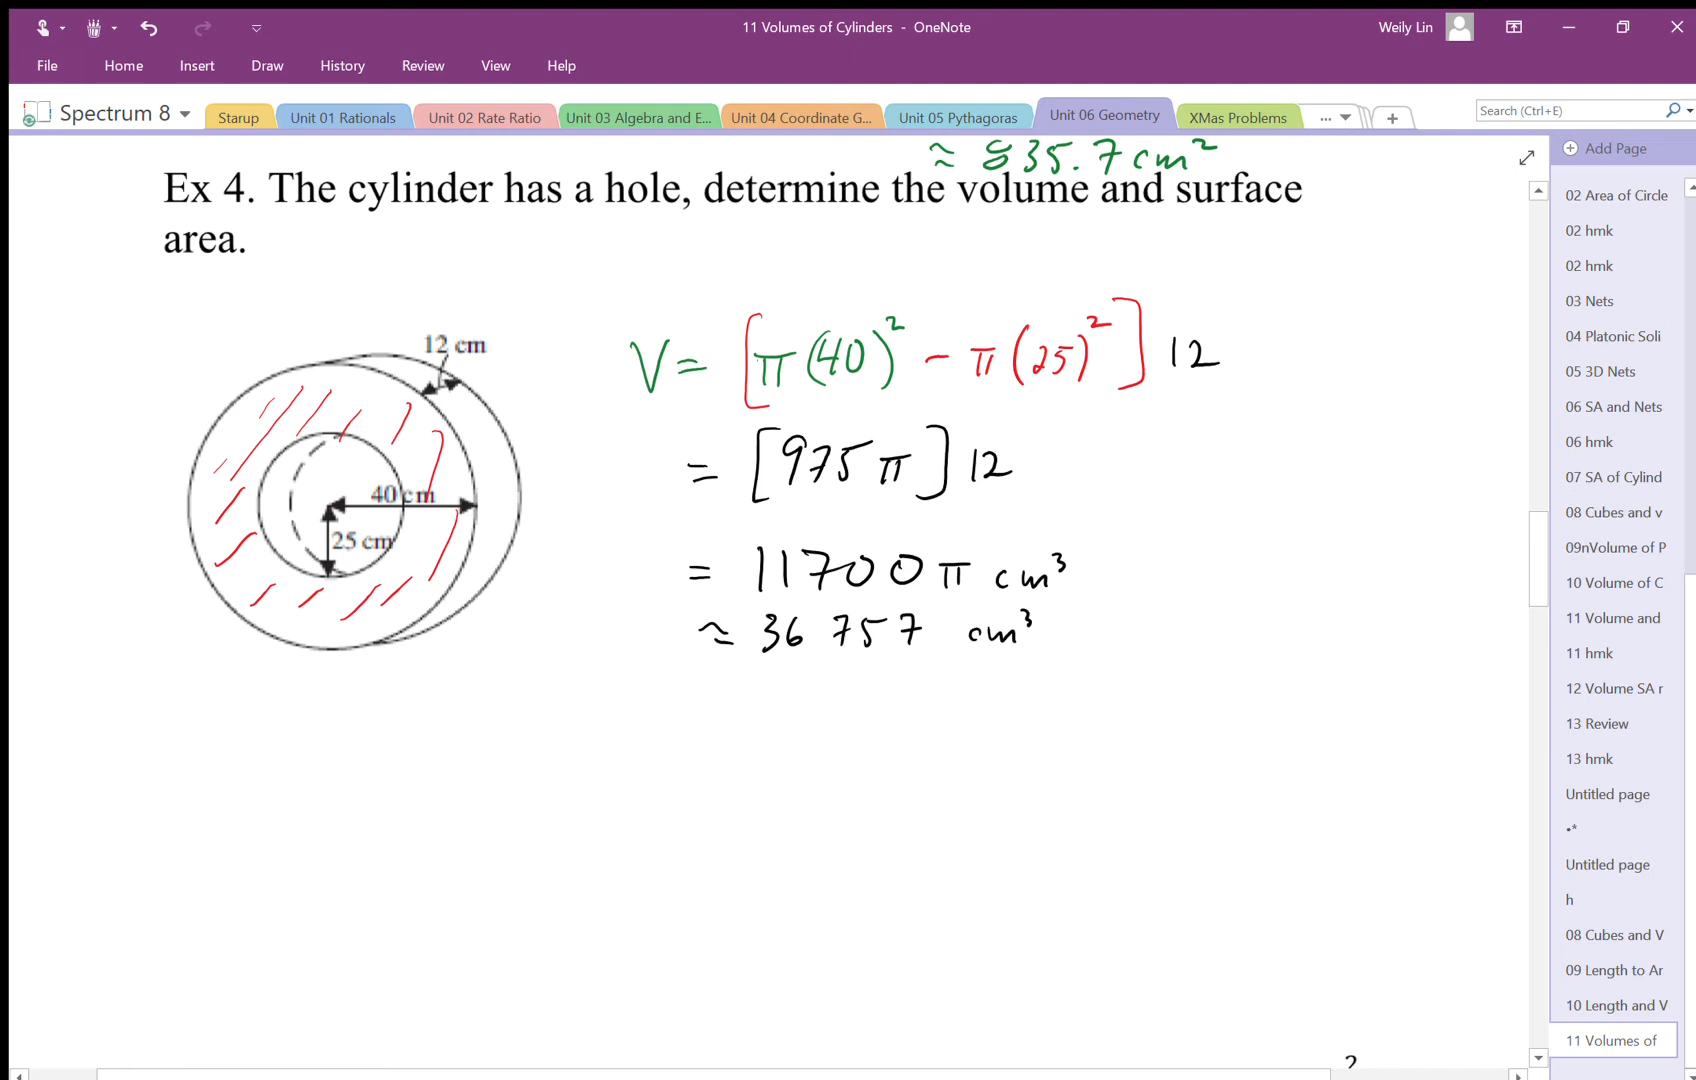 11 Volumes of Cylinders - OneNote
Weily Lin
File Home Insert Draw History Review View Help
Spectrum 8
Starup
Unit 01 Rationals
Unit 02 Rate Ratio
Unit 03 Algebra and E...
Unit 04 Coordinate G...
Unit 05 Pythagoras
Unit 06 Geometry
XMas Problems
...
Search (Ctrl+E)
≈ 835.7 cm²
Ex 4. The cylinder has a hole, determine the volume and surface
area.
12 cm
40 cm
25 cm
V = [π(40)² - π(25)²] 12
= [975 π] 12
= 11700 π cm³
≈ 36 757 cm³
2
Add Page
02 Area of Circle
02 hmk
02 hmk
03 Nets
04 Platonic Soli
05 3D Nets
06 SA and Nets
06 hmk
07 SA of Cylind
08 Cubes and v
09nVolume of P
10 Volume of C
11 Volume and
11 hmk
12 Volume SA r
13 Review
13 hmk
Untitled page
•*
Untitled page
h
08 Cubes and V
09 Length to Ar
10 Length and V
11 Volumes of